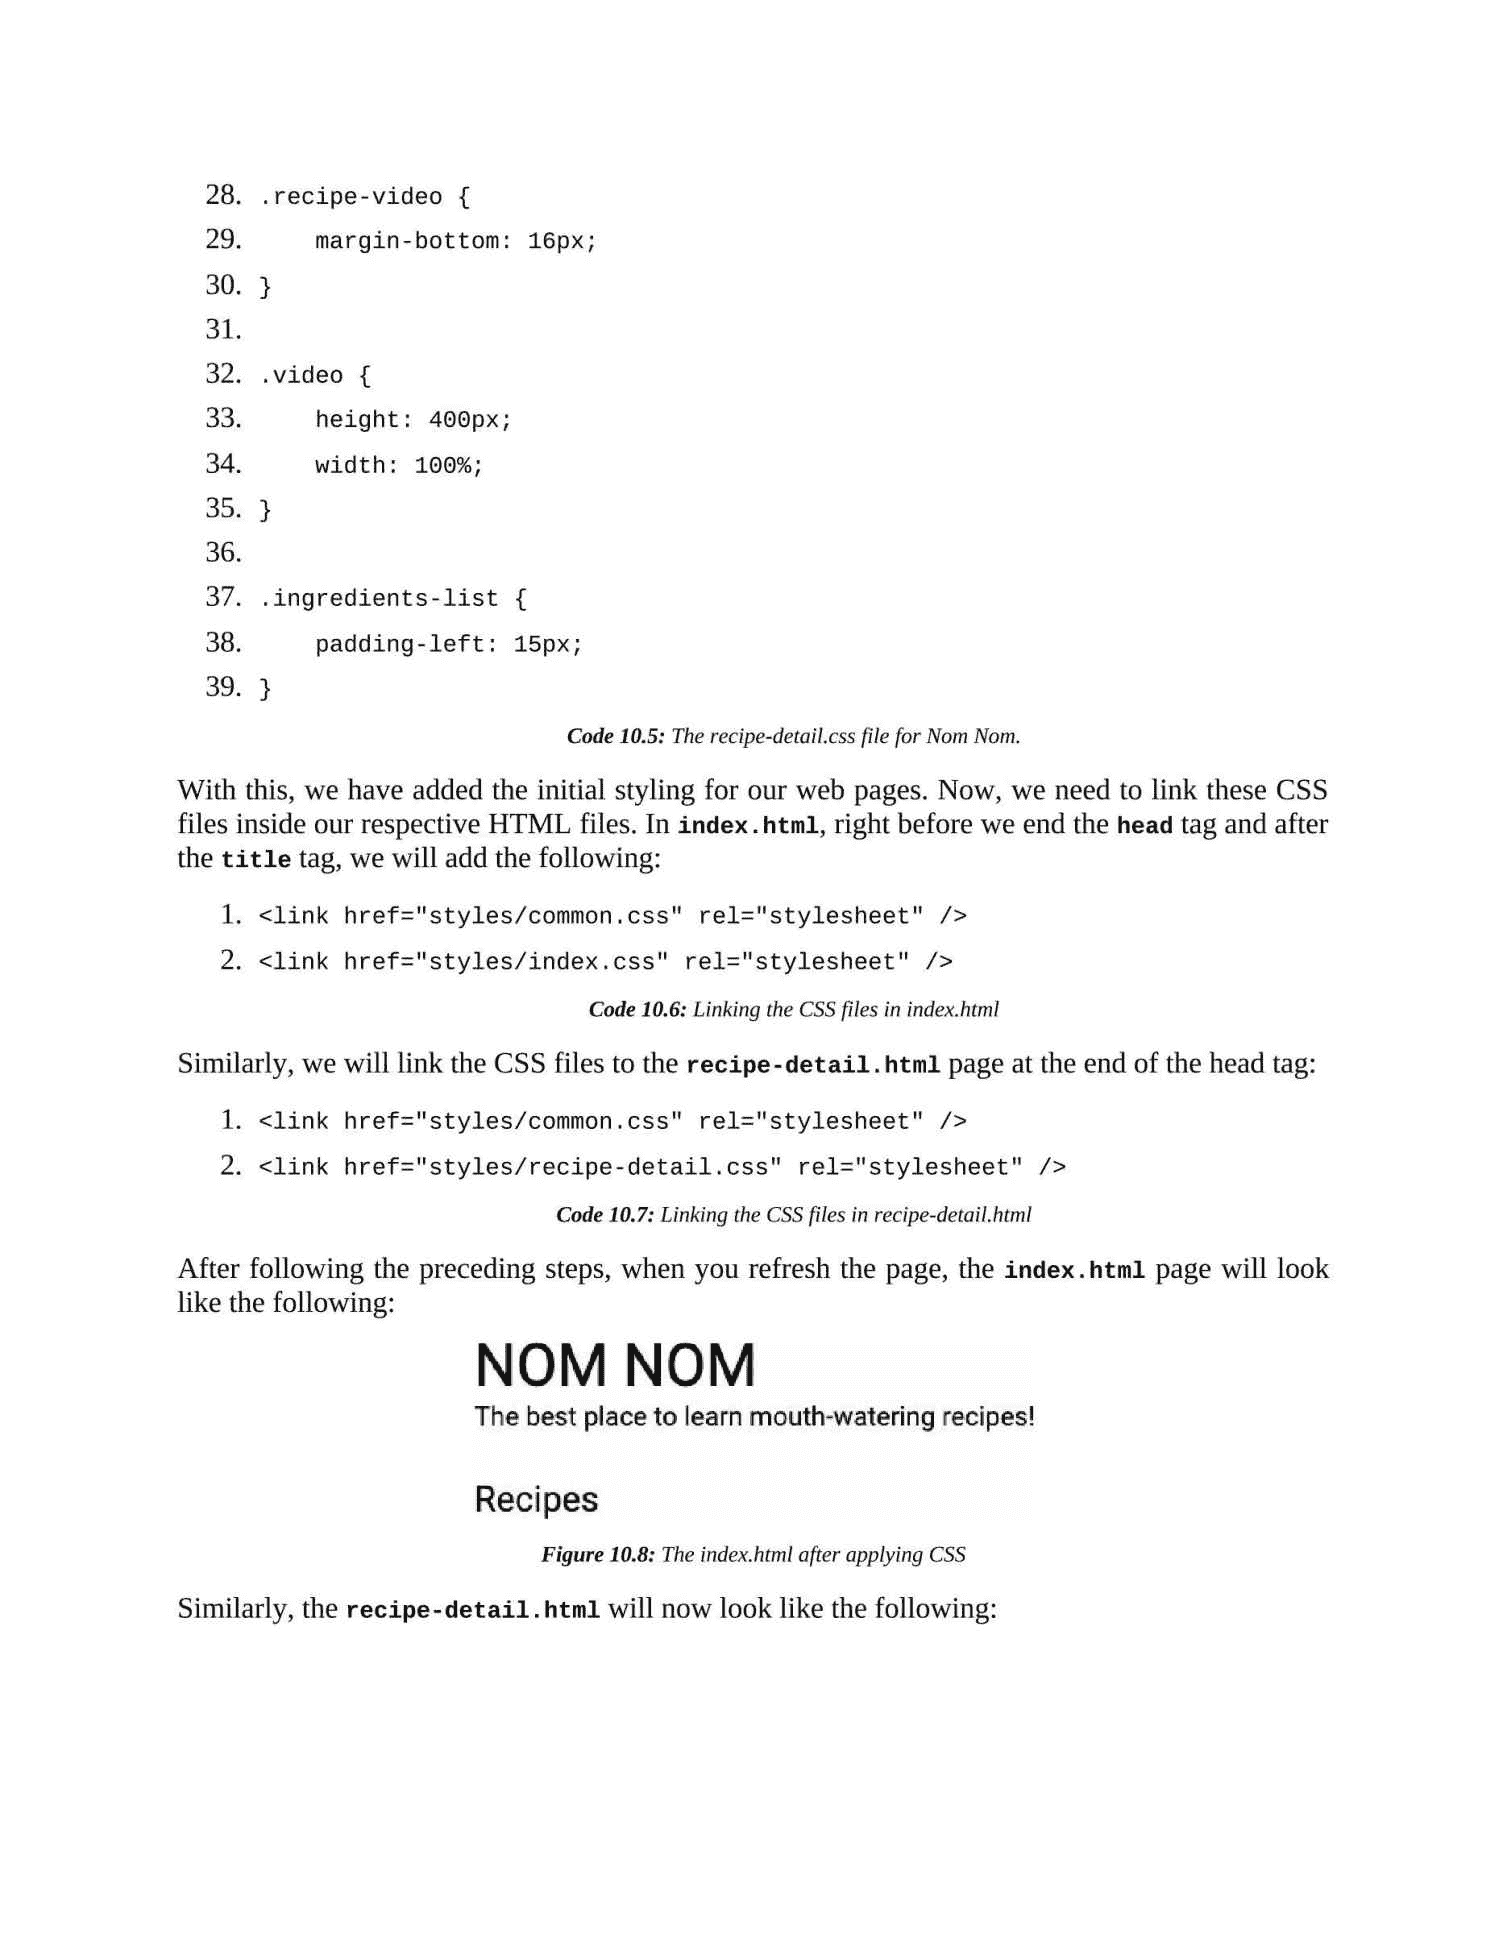 28. .recipe-video {
29.     margin-bottom: 16px;
30. }
31.
32. .video {
33.     height: 400px;
34.     width: 100%;
35. }
36.
37. .ingredients-list {
38.     padding-left: 15px;
39. }
Code 10.5: The recipe-detail.css file for Nom Nom.
With this, we have added the initial styling for our web pages. Now, we need to link these CSS
files inside our respective HTML files. In index.html, right before we end the head tag and after
the title tag, we will add the following:
1. <link href="styles/common.css" rel="stylesheet" />
2. <link href="styles/index.css" rel="stylesheet" />
Code 10.6: Linking the CSS files in index.html
Similarly, we will link the CSS files to the recipe-detail.html page at the end of the head tag:
1. <link href="styles/common.css" rel="stylesheet" />
2. <link href="styles/recipe-detail.css" rel="stylesheet" />
Code 10.7: Linking the CSS files in recipe-detail.html
After following the preceding steps, when you refresh the page, the index.html page will look
like the following:
NOM NOM
The best place to learn mouth-watering recipes!
Recipes
Figure 10.8: The index.html after applying CSS
Similarly, the recipe-detail.html will now look like the following: